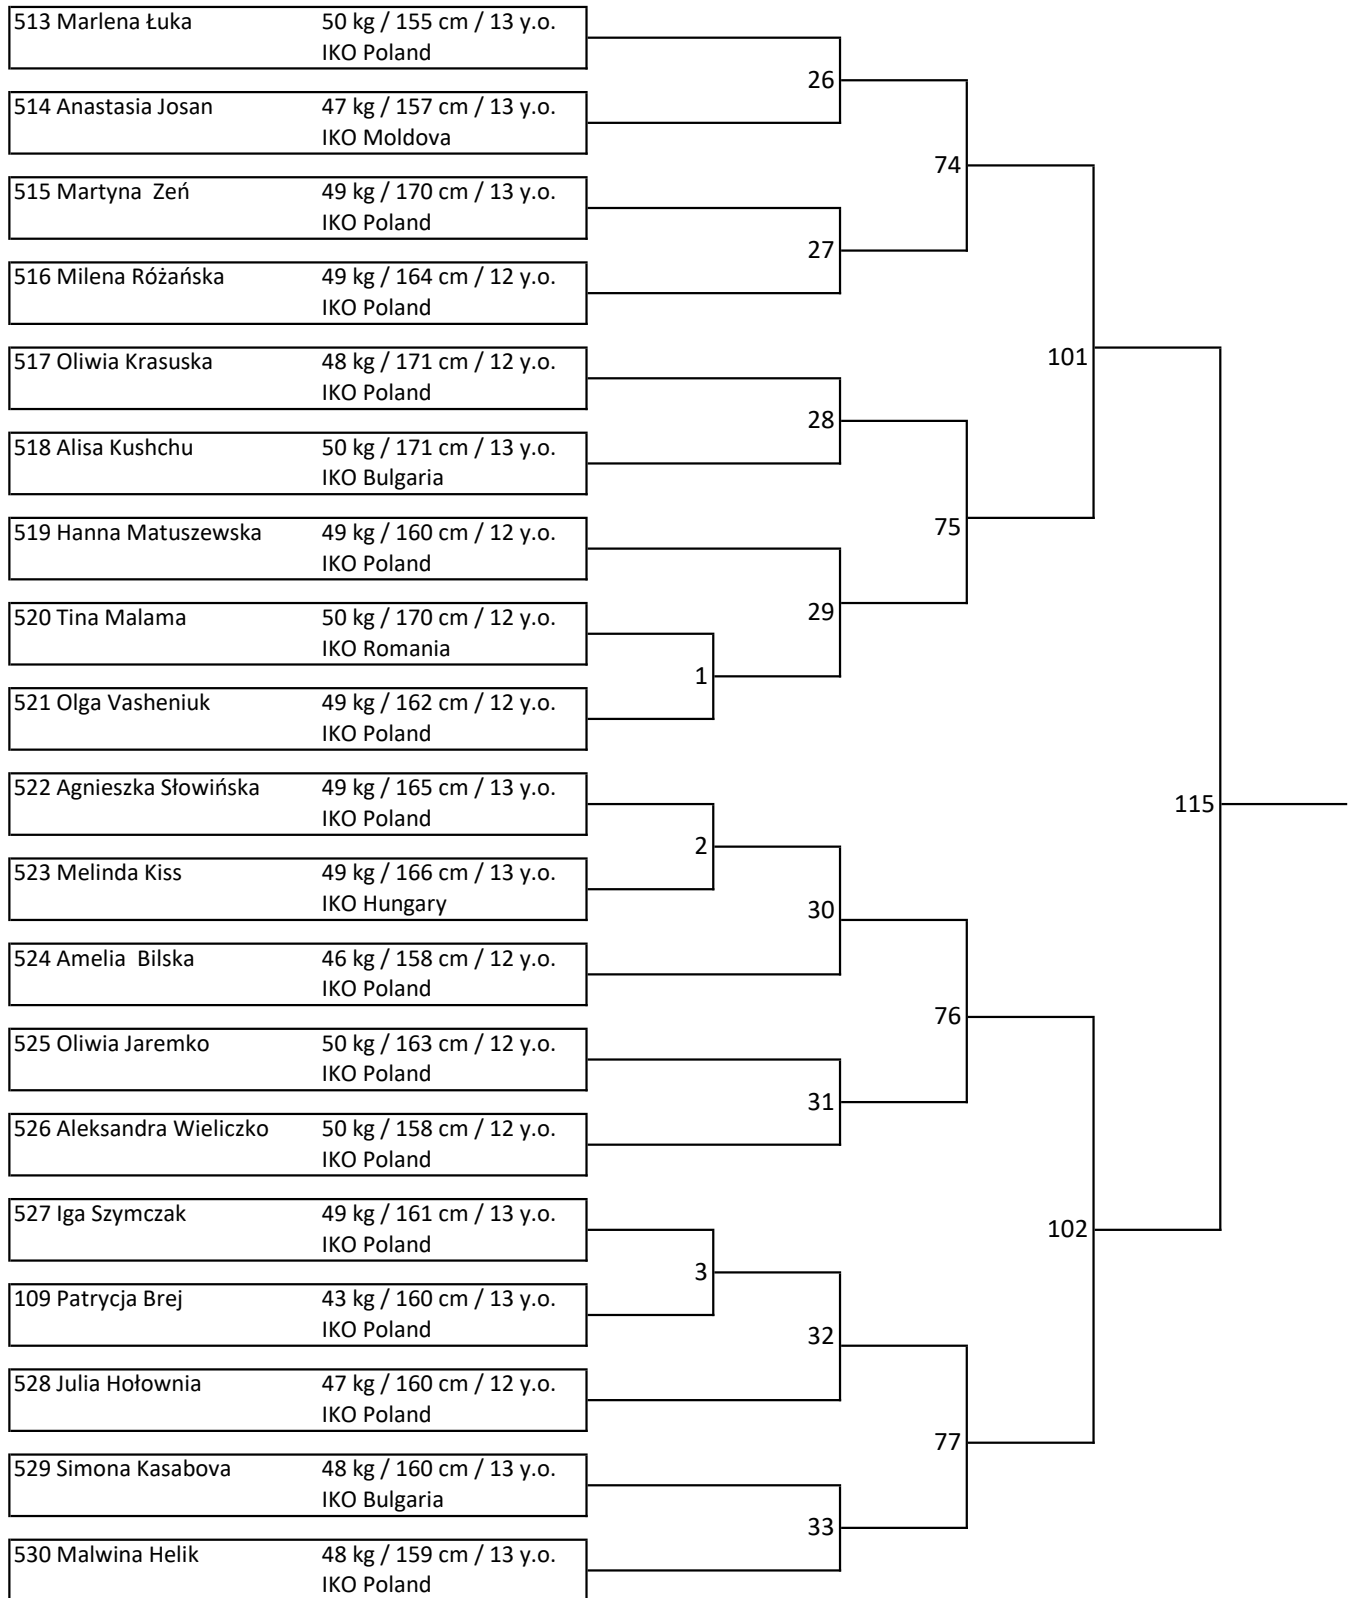 513 Marlena Łuka 50 kg / 155 cm / 13 y.o.
IKO Poland
26
514 Anastasia Josan 47 kg / 157 cm / 13 y.o.
IKO Moldova
74
515 Martyna  Zeń 49 kg / 170 cm / 13 y.o.
IKO Poland
27
516 Milena Różańska 49 kg / 164 cm / 12 y.o.
IKO Poland
101
517 Oliwia Krasuska 48 kg / 171 cm / 12 y.o.
IKO Poland
28
518 Alisa Kushchu 50 kg / 171 cm / 13 y.o.
IKO Bulgaria
75
519 Hanna Matuszewska 49 kg / 160 cm / 12 y.o.
IKO Poland
29
520 Tina Malama 50 kg / 170 cm / 12 y.o.
IKO Romania
1
521 Olga Vasheniuk 49 kg / 162 cm / 12 y.o.
IKO Poland
522 Agnieszka Słowińska 49 kg / 165 cm / 13 y.o.
IKO Poland
115
2
523 Melinda Kiss 49 kg / 166 cm / 13 y.o.
IKO Hungary
30
524 Amelia  Bilska 46 kg / 158 cm / 12 y.o.
IKO Poland
76
525 Oliwia Jaremko 50 kg / 163 cm / 12 y.o.
IKO Poland
31
526 Aleksandra Wieliczko 50 kg / 158 cm / 12 y.o.
IKO Poland
527 Iga Szymczak 49 kg / 161 cm / 13 y.o.
IKO Poland
102
3
109 Patrycja Brej 43 kg / 160 cm / 13 y.o.
IKO Poland
32
528 Julia Hołownia 47 kg / 160 cm / 12 y.o.
IKO Poland
77
529 Simona Kasabova 48 kg / 160 cm / 13 y.o.
IKO Bulgaria
33
530 Malwina Helik 48 kg / 159 cm / 13 y.o.
IKO Poland